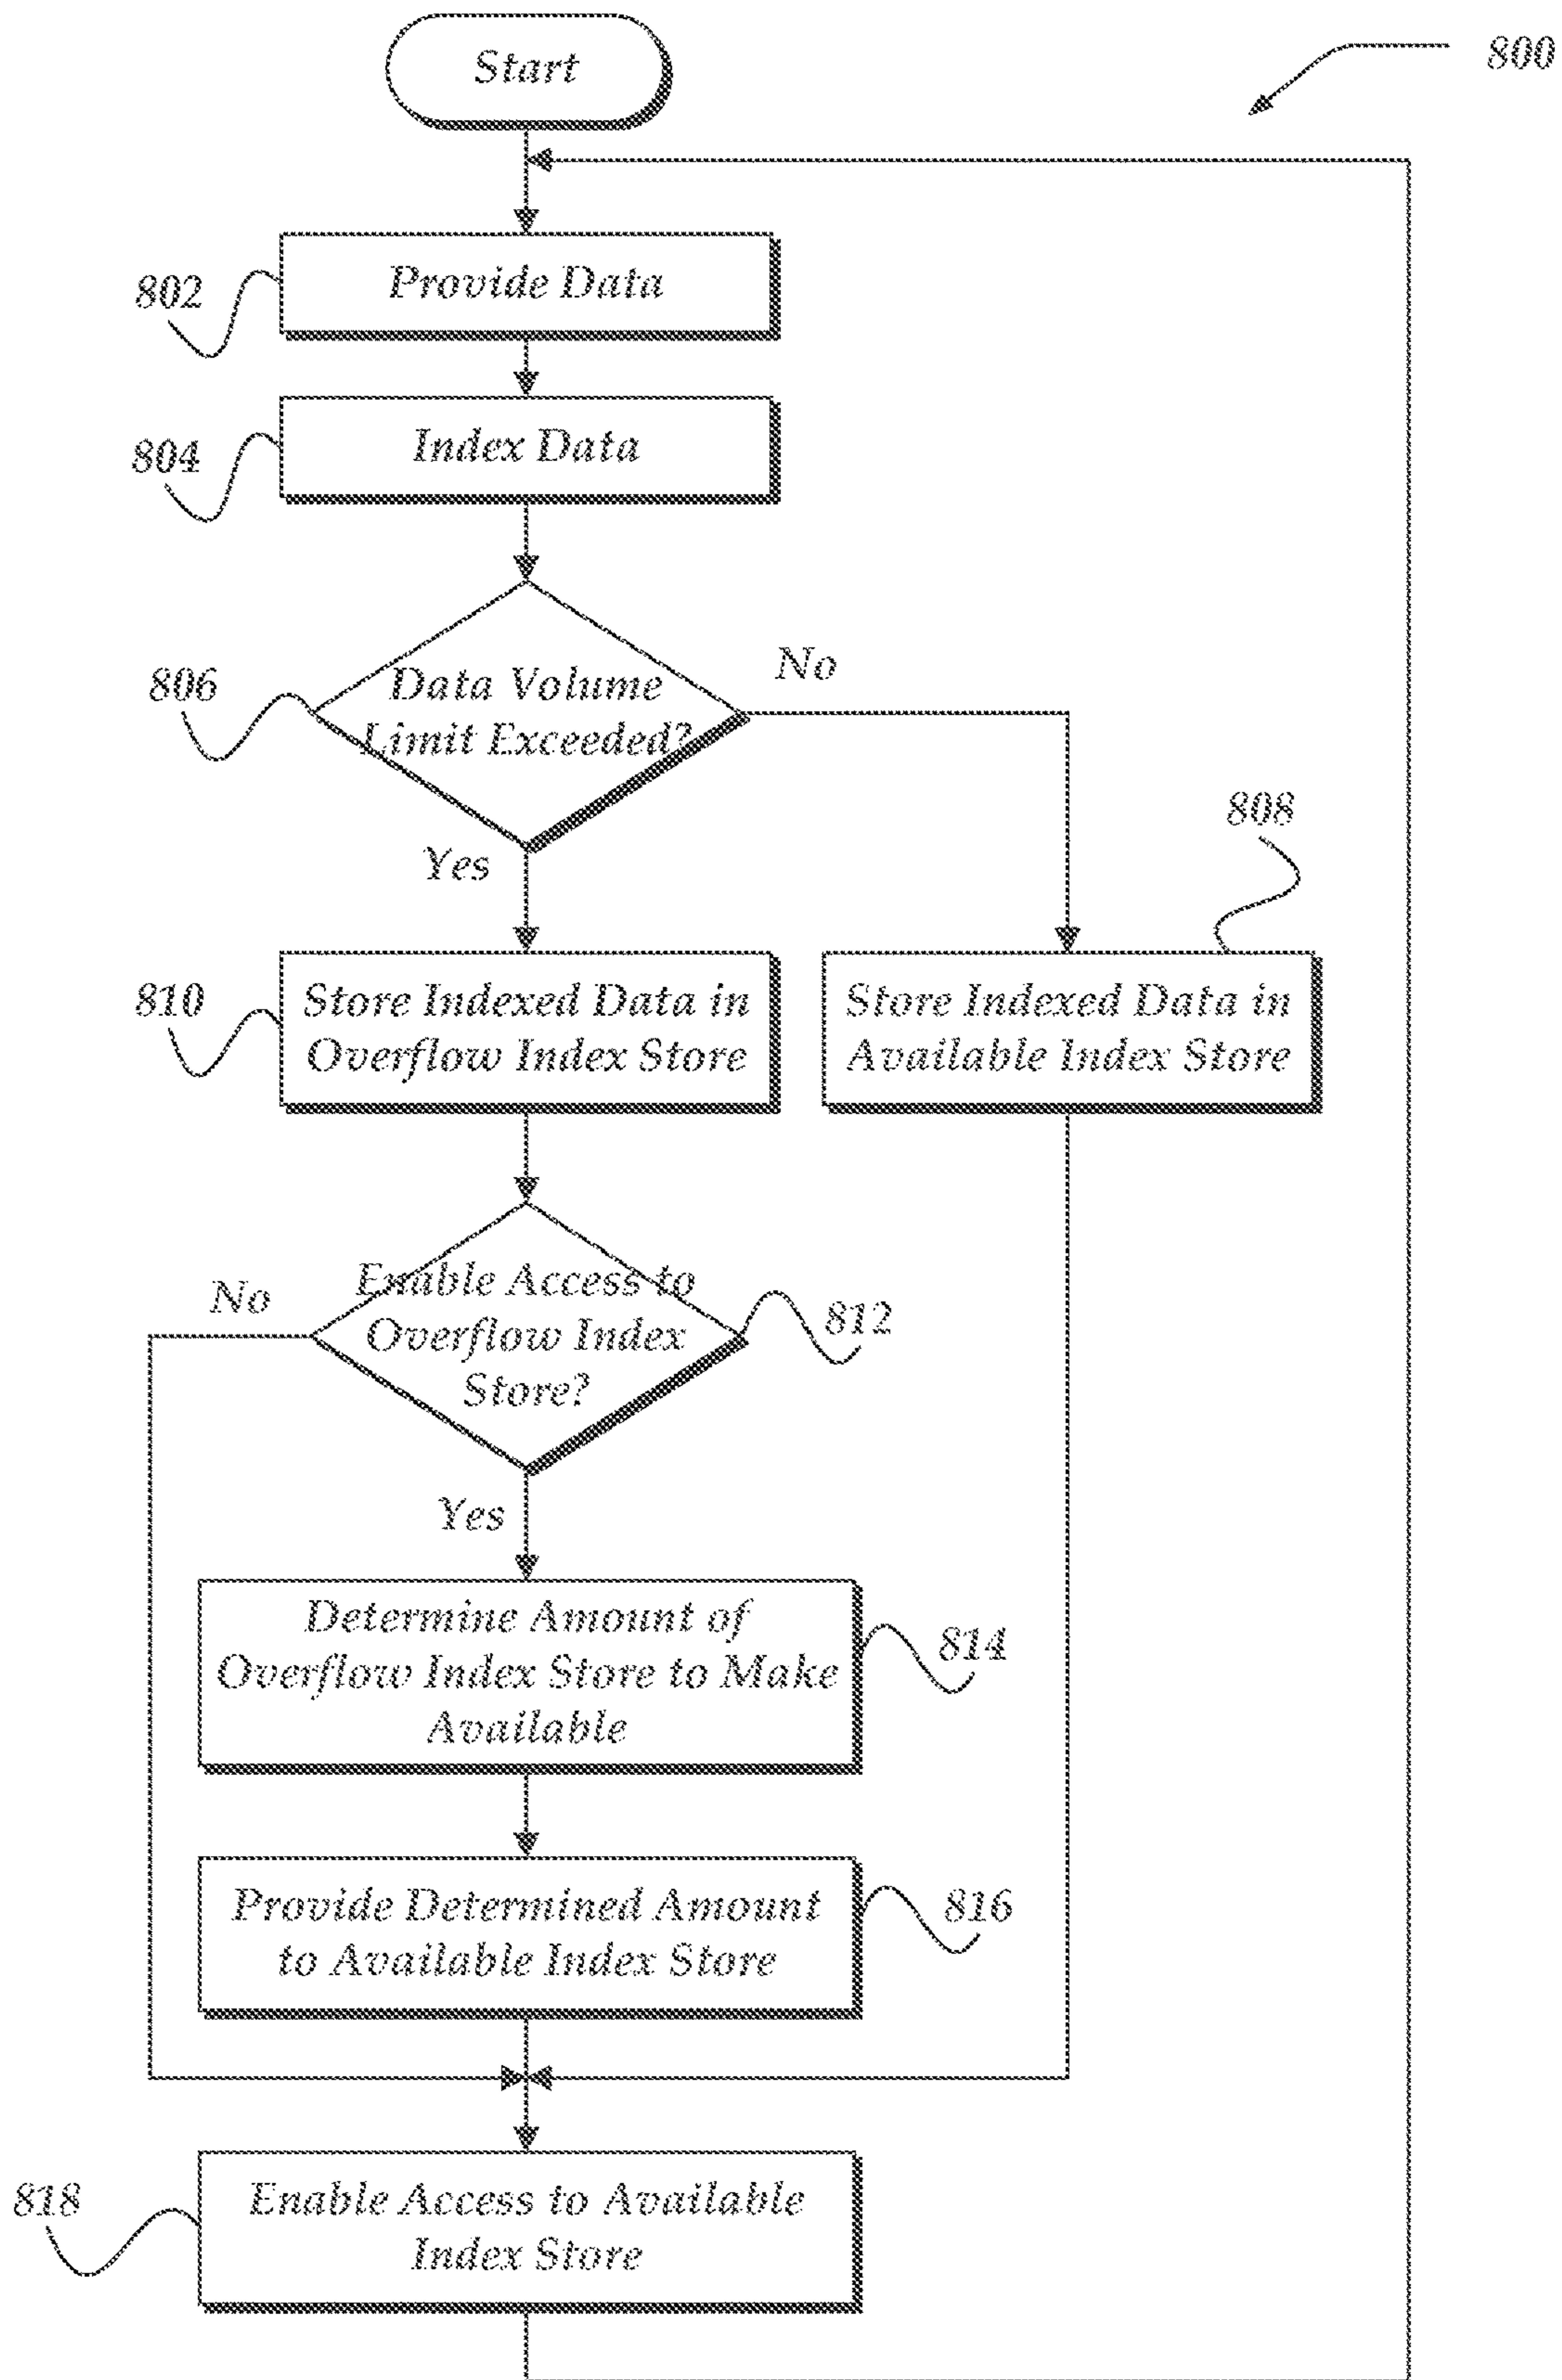 Start
800
Provide Data
802
Index Data
804
Data Volume
Limit Exceeded?
806
No
Yes
808
Store Indexed Data in
Overflow Index Store
810
Store Indexed Data in
Available Index Store
Enable Access to
Overflow Index
Store?
No
812
Yes
Determine Amount of
Overflow Index Store to Make
Available
814
Provide Determined Amount
to Available Index Store
816
Enable Access to Available
Index Store
818